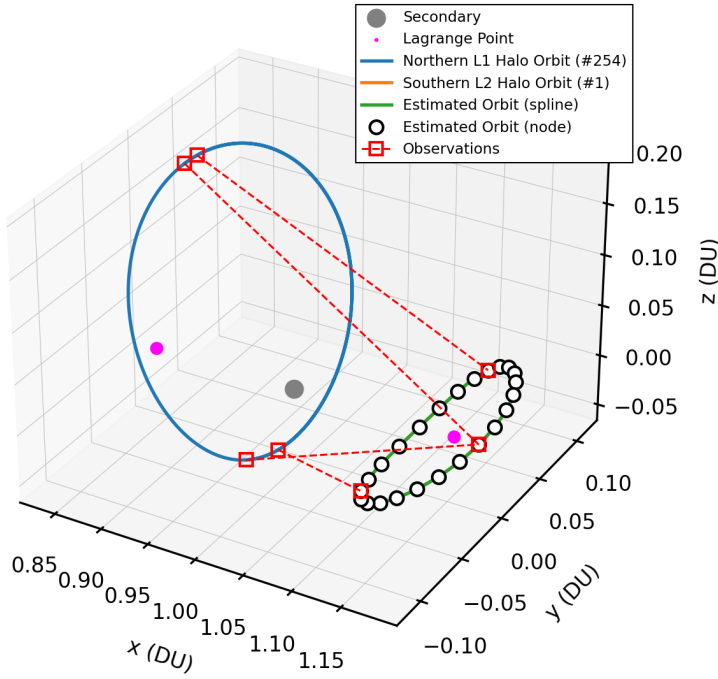 Secondary
Lagrange Point
Northern L1 Halo Orbit (#254)
Southern L2 Halo Orbit (#1)
Estimated Orbit (spline)
Estimated Orbit (node)
Observations
0.20
0.15
0.10
0.05
0.00
−0.05
z (DU)
0.10
0.05
0.00
−0.05
−0.10
y (DU)
0.85
0.90
0.95
1.00
1.05
1.10
1.15
x (DU)